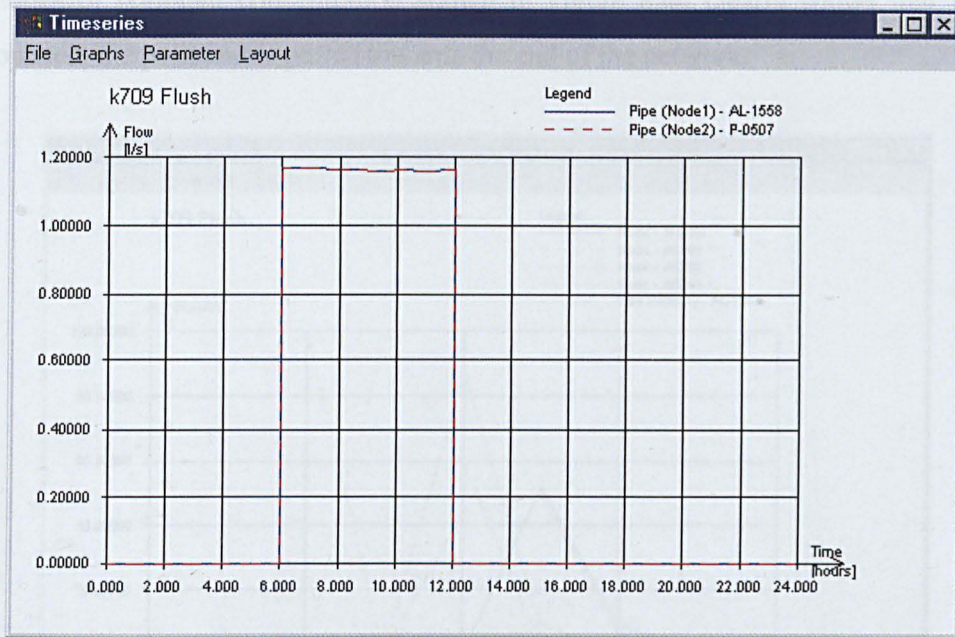 Timeseries
File Graphs Parameter Layout
k709 Flush
Legend
Pipe (Node1) - AL-1558
Pipe (Node2) - P-0507
Flow
[l/s]
1.20000
1.00000
0.80000
0.60000
0.40000
0.20000
0.00000
0.000 2.000 4.000 6.000 8.000 10.000 12.000 14.000 16.000 18.000 20.000 22.000 24.000
Time
[hours]